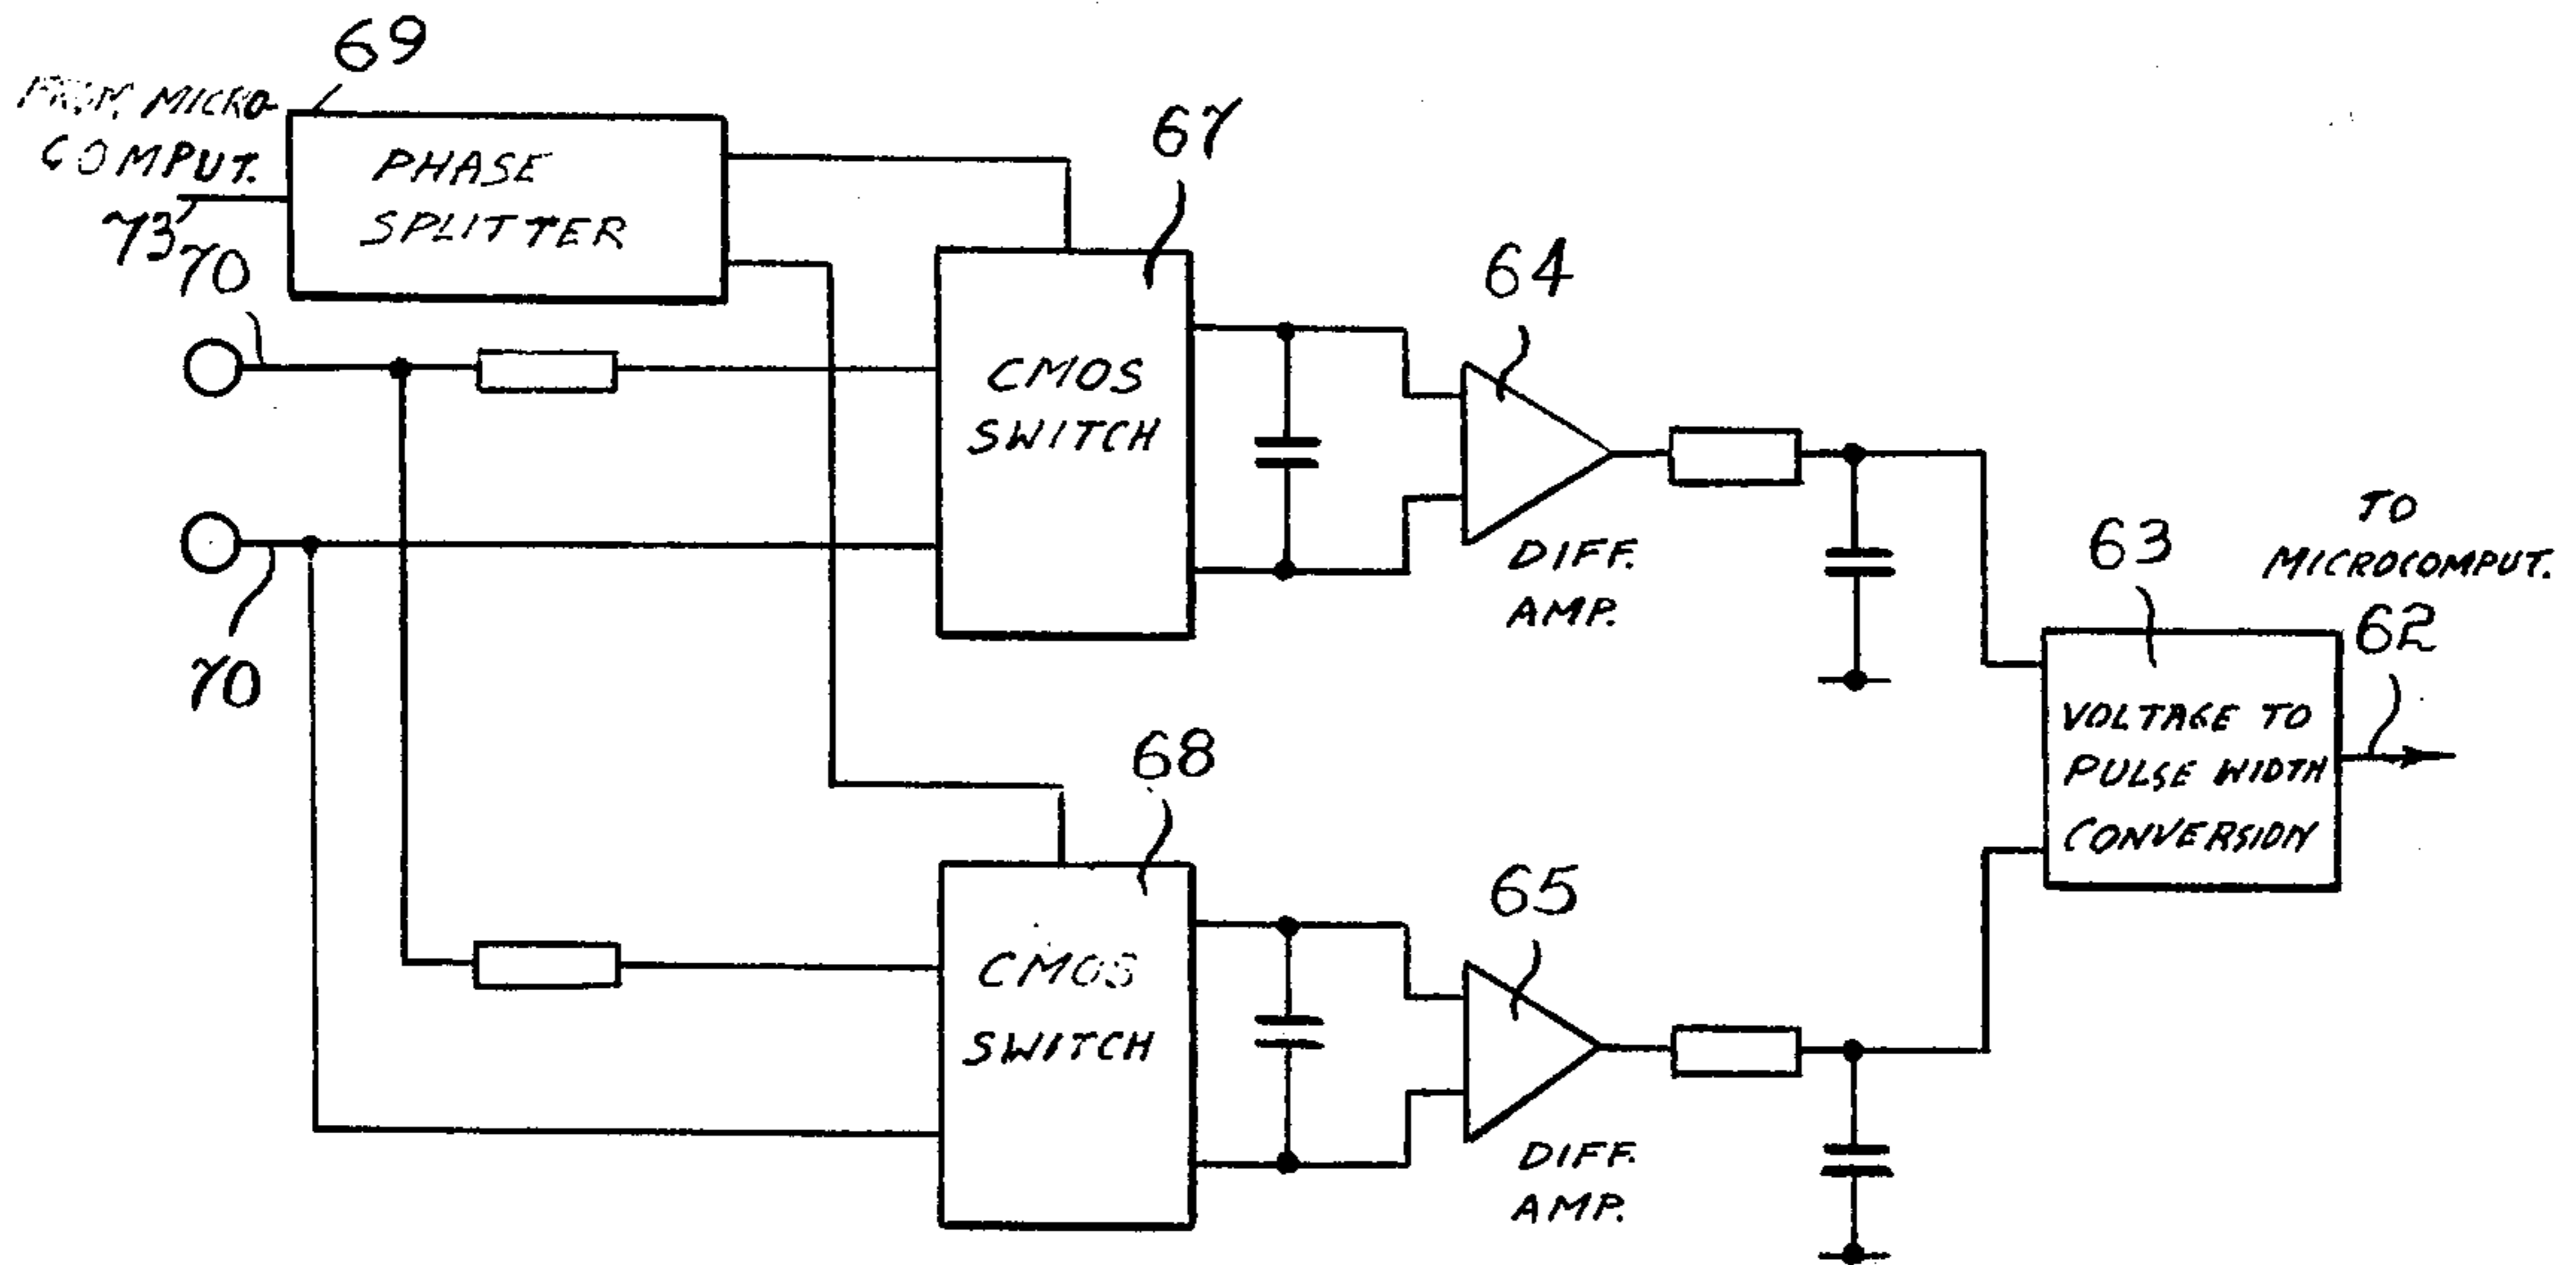 69
FROM MICRO-
COMPUT.
PHASE
SPLITTER
73
70
67
CMOS
SWITCH
64
DIFF.
AMP.
TO
MICROCOMPUT.
63
62
VOLTAGE TO
PULSE WIDTH
CONVERSION
70
68
CMOS
SWITCH
65
DIFF.
AMP.